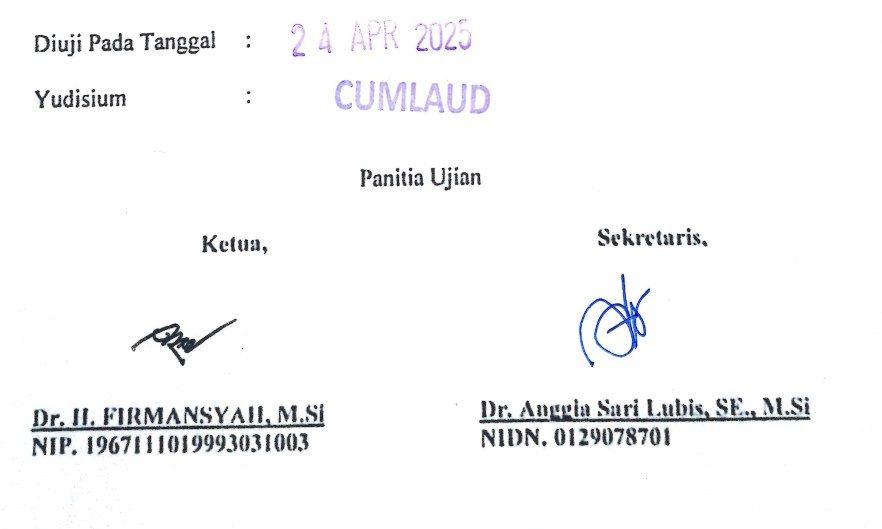 Diuji Pada Tanggal : 24 APR 2025
Yudisium : CUMLAUD
Panitia Ujian
Ketua,
Sekretaris,
Dr. H. FIRMANSYAH, M.Si
NIP. 1967111019993031003
Dr. Anggia Sari Lubis, SE., M.Si
NIDN. 0129078701